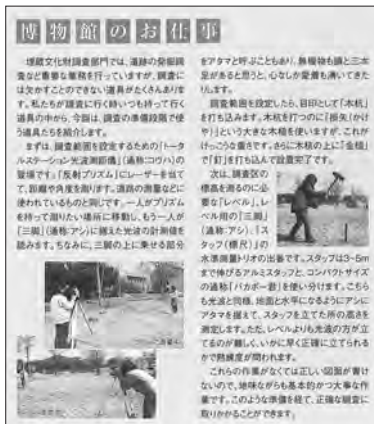 博物館のお仕事
埋蔵文化財調査部門では、遺跡の発掘調
査など重要な業務を行っていますが、調査に
は欠かすことのできない道具がたくさんありま
す。私たちが調査に行く時いつも持って行く
道具の中から、今回は、調査の準備段階で使
う道具たちを紹介します。
まずは、調査範囲を設定するための「トータ
ルステーション光波測距儀」(通称:コウハ)の
登場です。「反射プリズム」にレーザーを当て
て、距離や角度を測ります。道路の測量などに
使われているものと同じです。一人がプリズム
を持って測りたい場所に移動し、もう一人が
「三脚」(通称:アシ)に据えた光波の計測値を
読みます。ちなみに、三脚の上に乗せる部分
をアタマと呼ぶこともあり、無機物も頭と三本
足があると思うと、心なしか愛着も湧いてきた
りします。
調査範囲を設定したら、目印として「木杭」
を打ち込みます。木杭を打つのに「掛矢(かけ
や)」という大きな木槌を使いますが、これが
けっこうな重さです。さらに木杭の上に「金槌」
で「釘」を打ち込んで設置完了です。
次は、調査区の
標高を測るのに必
要な「レベル」、レ
ベル用の「三脚」
(通称:アシ)、「ス
タッフ(標尺)」の
水準測量トリオの出番です。スタッフは3~5m
まで伸びるアルミスタッフと、コンパクトサイズ
の通称「バカボー君」を使い分けます。こちら
も光波と同様、地面と水平になるようにアシに
アタマを据えて、スタッフを立てた所の高さを
測定します。ただ、レベルよりも光波の方が立
てるのが難しく、いかに早く正確に立てられる
かで熟練度が問われます。
これらの作業がなくては正しい図面が書け
ないので、地味ながらも基本的かつ大事な作
業です。このような準備を経て、正確な調査に
取りかかることができます。